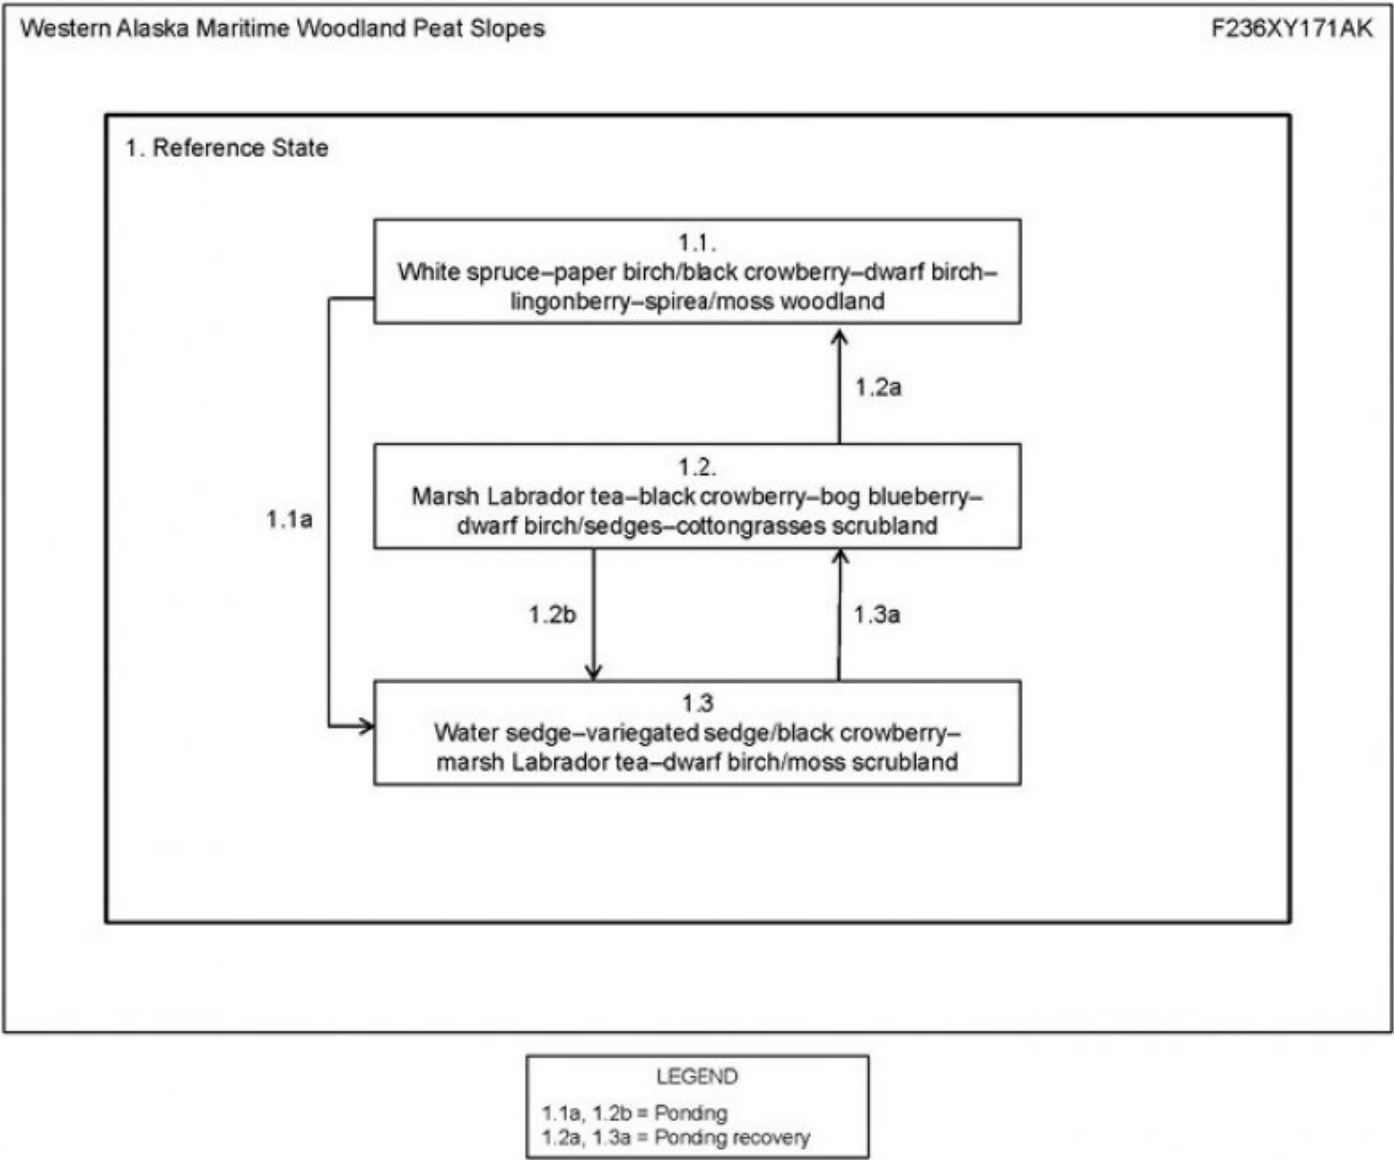 Western Alaska Maritime Woodland Peat Slopes
F236XY171AK
1. Reference State
1.1.
White spruce–paper birch/black crowberry–dwarf birch–
lingonberry–spirea/moss woodland
1.2a
1.2.
Marsh Labrador tea–black crowberry–bog blueberry–
dwarf birch/sedges–cottongrasses scrubland
1.1a
1.2b
1.3a
1.3
Water sedge–variegated sedge/black crowberry–
marsh Labrador tea–dwarf birch/moss scrubland
LEGEND
1.1a, 1.2b = Ponding
1.2a, 1.3a = Ponding recovery